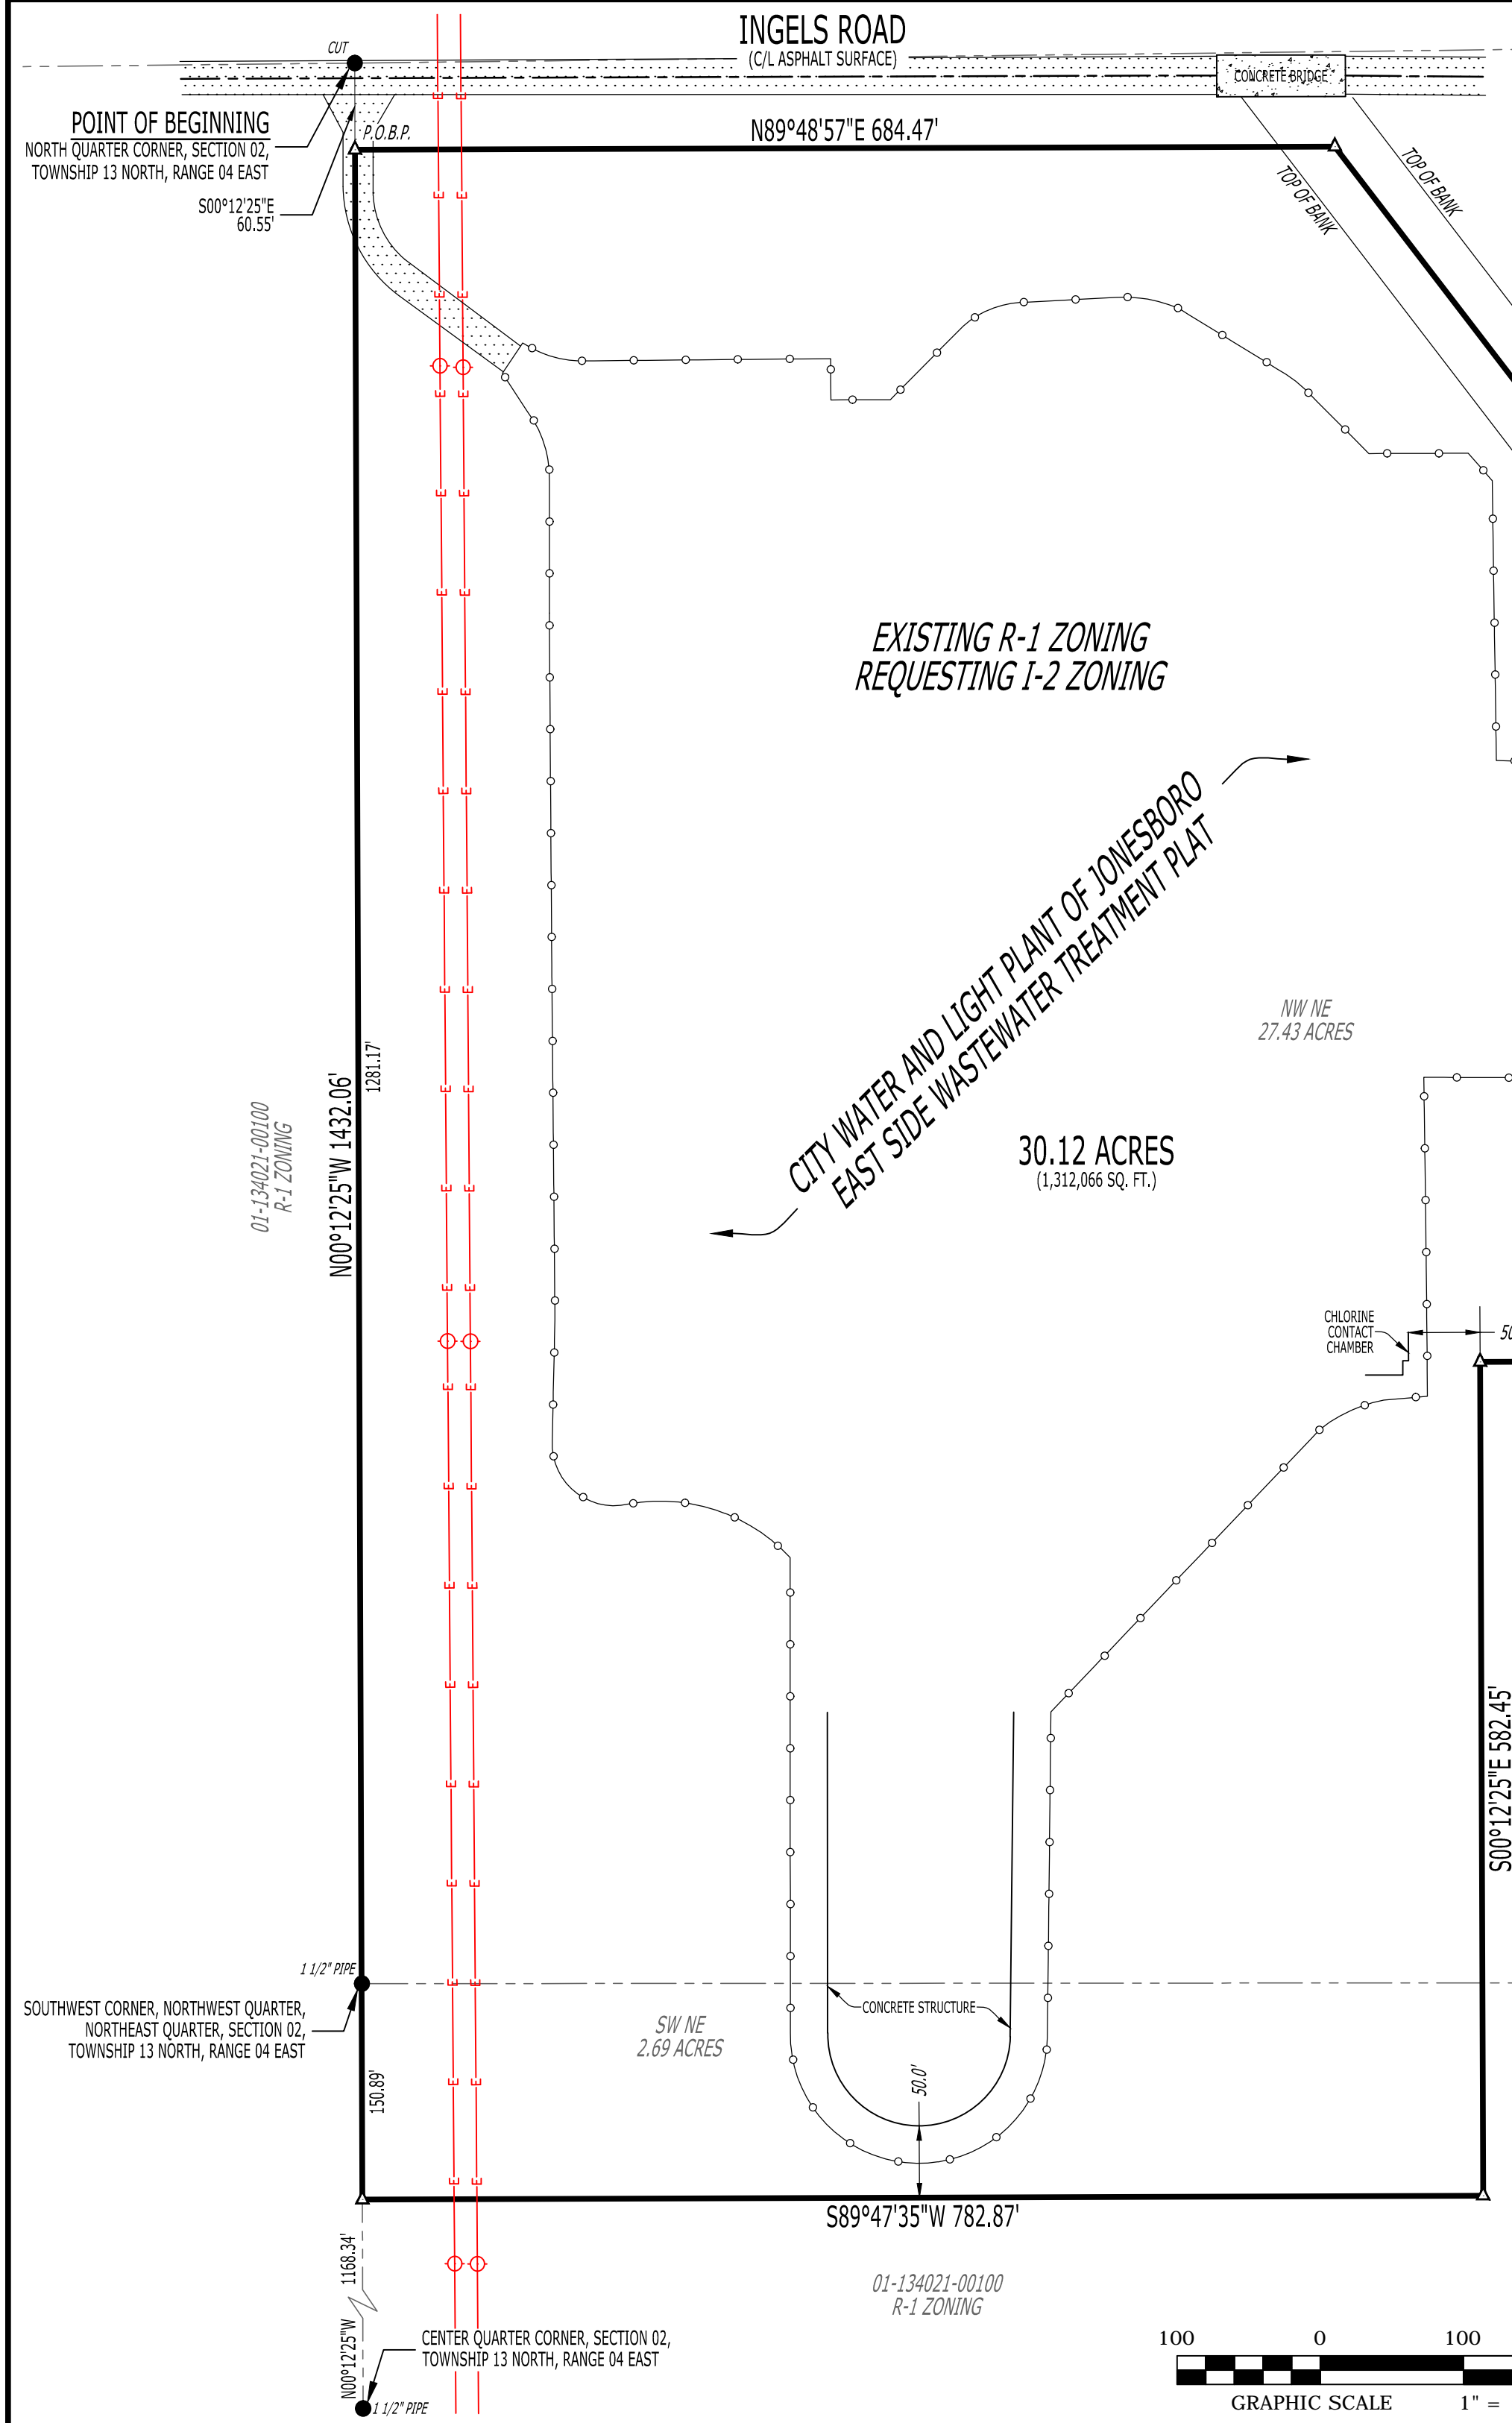 INGELS ROAD
(C/L ASPHALT SURFACE)
CUT
CONCRETE BRIDGE
POINT OF BEGINNING
NORTH QUARTER CORNER, SECTION 02,
TOWNSHIP 13 NORTH, RANGE 04 EAST
P.O.B.P.
N89°48'57"E 684.47'
S00°12'25"E
60.55'
TOP OF BANK
TOP OF BANK
EXISTING R-1 ZONING
REQUESTING I-2 ZONING
CITY WATER AND LIGHT PLANT OF JONESBORO
EAST SIDE WASTEWATER TREATMENT PLAT
NW NE
27.43 ACRES
30.12 ACRES
(1,312,066 SQ. FT.)
01-134021-00100
R-1 ZONING
N00°12'25"W 1432.06'
1281.17'
CHLORINE
CONTACT
CHAMBER
50
S00°12'25"E 582.45'
1 1/2" PIPE
SOUTHWEST CORNER, NORTHWEST QUARTER,
NORTHEAST QUARTER, SECTION 02,
TOWNSHIP 13 NORTH, RANGE 04 EAST
CONCRETE STRUCTURE
SW NE
2.69 ACRES
150.89'
50.0'
S89°47'35"W 782.87'
01-134021-00100
R-1 ZONING
1168.34'
N00°12'25"W
CENTER QUARTER CORNER, SECTION 02,
TOWNSHIP 13 NORTH, RANGE 04 EAST
1 1/2" PIPE
100 0 100
GRAPHIC SCALE 1" =